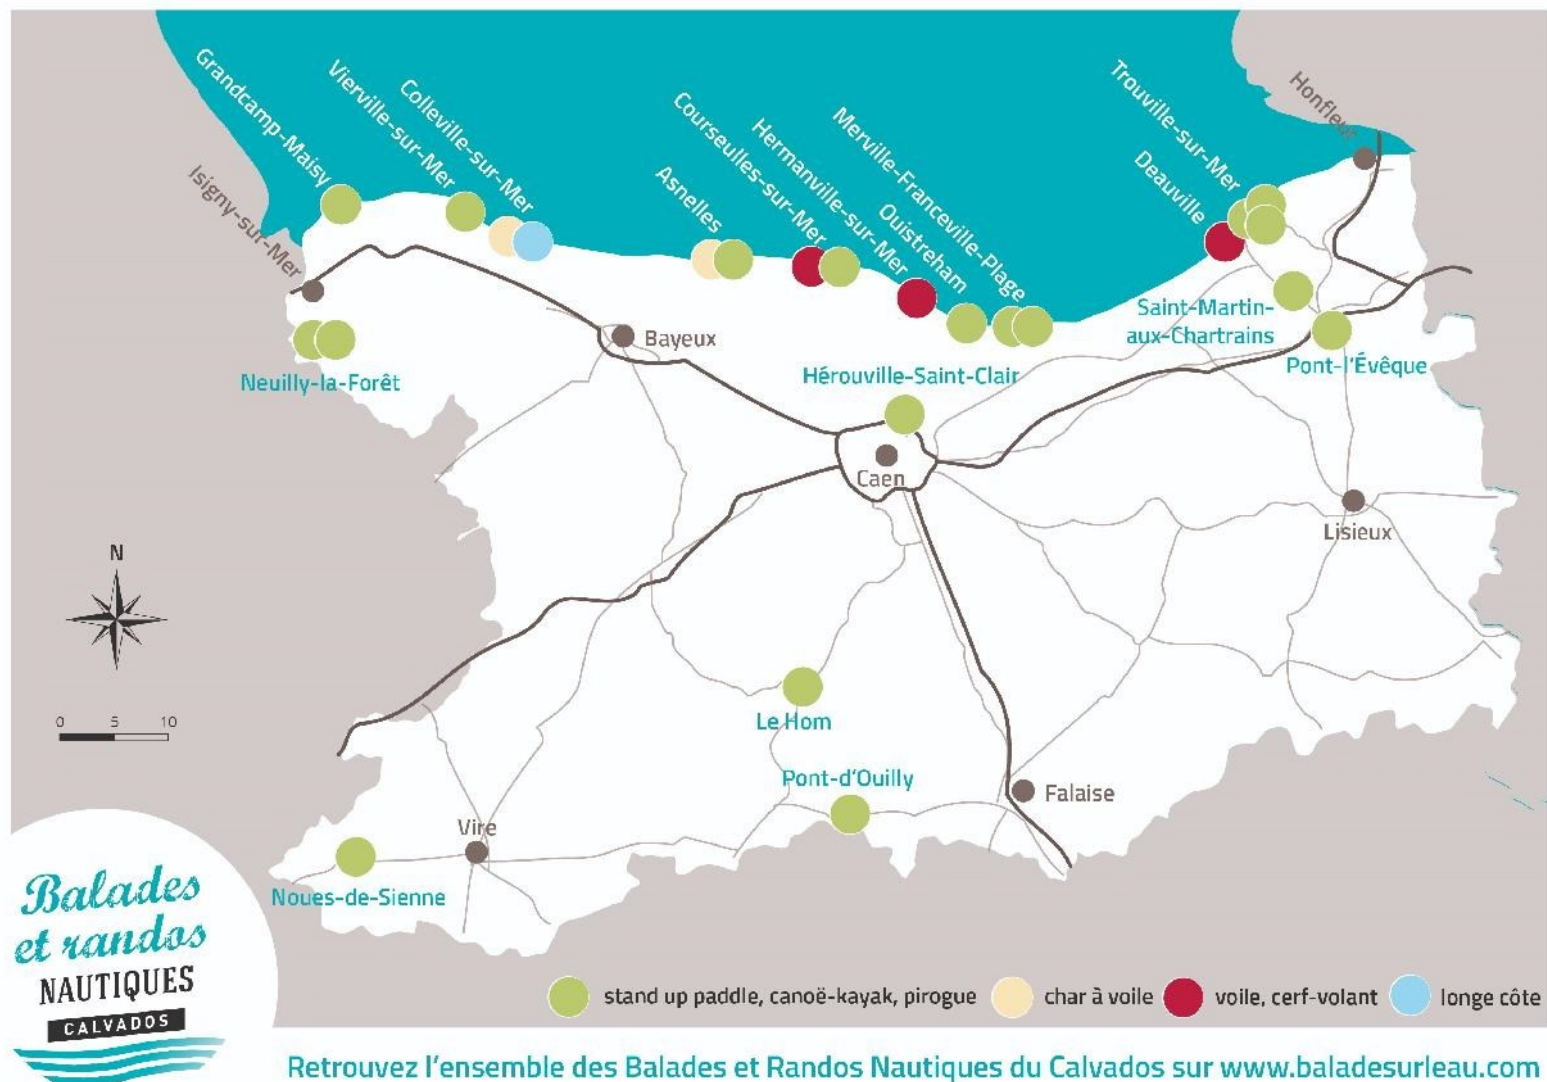 Grandcamp-Maisy
Vierville-sur-Mer
Colleville-sur-Mer
Asnelles
Courseulles-sur-Mer
Hermanville-sur-Mer
Merville-Franceville-Plage
Ouistreham
Trouville-sur-Mer
Deauville
Honfleur
Isigny-sur-Mer
Neuilly-la-Forêt
Bayeux
Hérouville-Saint-Clair
Saint-Martin-
aux-Chartrains
Pont-l'Évêque
Caen
Lisieux
N
0 5 10
Le Hom
Pont-d'Ouilly
Falaise
Vire
Noues-de-Sienne
Balades
et randos
NAUTIQUES
CALVADOS
stand up paddle, canoë-kayak, pirogue char à voile voile, cerf-volant longe côte
Retrouvez l'ensemble des Balades et Randos Nautiques du Calvados sur www.baladesurleau.com